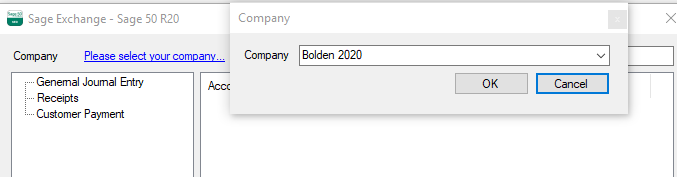 Sage Exchange - Sage 50 R20
Company
Company Please select your company...
Company Bolden 2020
OK Cancel
Genernal Journal Entry
Receipts
Customer Payment